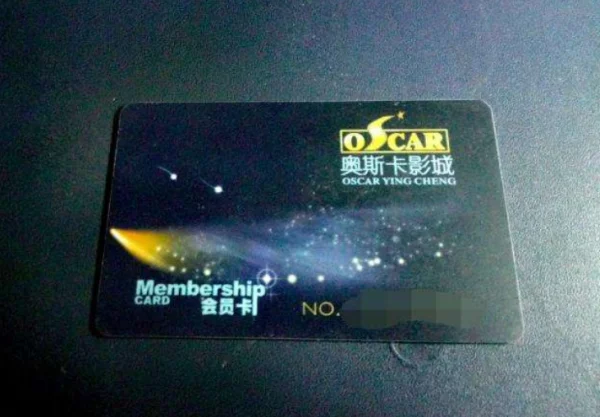 OSCAR
奥斯卡影城
OSCAR YING CHENG
Membership
CARD 会员卡
NO.